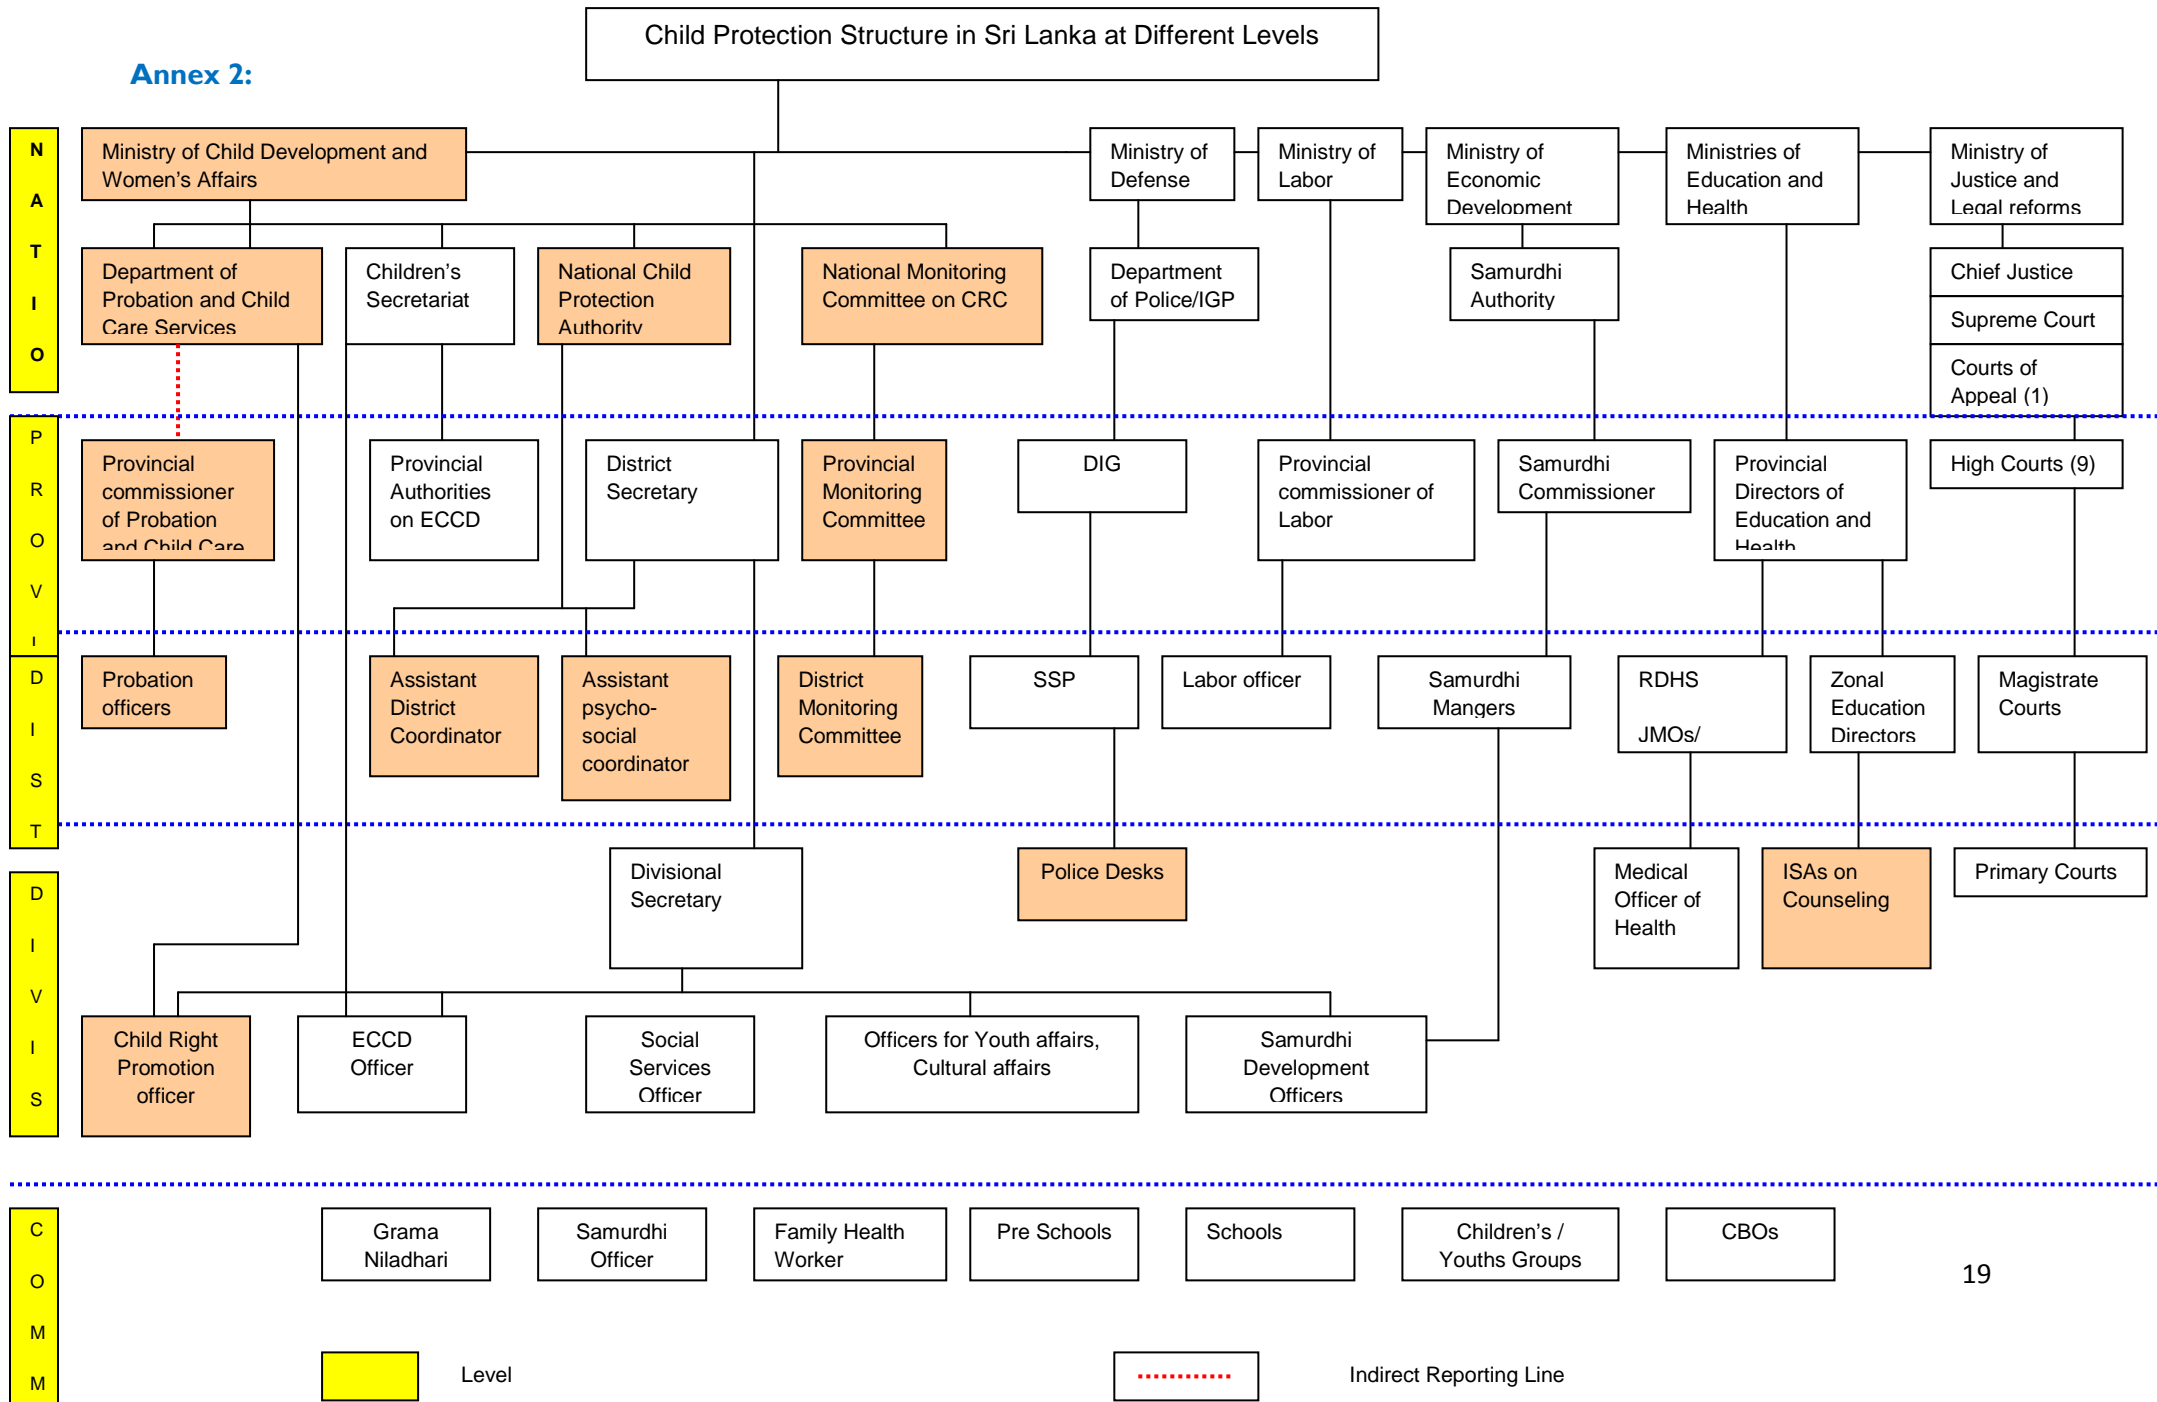 Child Protection Structure in Sri Lanka at Different Levels
Annex 2:
N
A
T
I
O
Ministry of Child Development and
Women's Affairs
Ministry of
Defense
Ministry of
Labor
Ministry of
Economic
Development
Ministries of
Education and
Health
Ministry of
Justice and
Legal reforms
Department of
Probation and Child
Care Services
Children's
Secretariat
National Child
Protection
Authority
National Monitoring
Committee on CRC
Department
of Police/IGP
Samurdhi
Authority
Chief Justice
Supreme Court
Courts of
Appeal (1)
P
R
O
V
I
Provincial
commissioner
of Probation
and Child Care
Provincial
Authorities
on ECCD
District
Secretary
Provincial
Monitoring
Committee
DIG
Provincial
commissioner of
Labor
Samurdhi
Commissioner
Provincial
Directors of
Education and
Health
High Courts (9)
D
I
S
T
Probation
officers
Assistant
District
Coordinator
Assistant
psycho-
social
coordinator
District
Monitoring
Committee
SSP
Labor officer
Samurdhi
Mangers
RDHS
JMOs/
Zonal
Education
Directors
Magistrate
Courts
D
I
V
I
S
Divisional
Secretary
Police Desks
Medical
Officer of
Health
ISAs on
Counseling
Primary Courts
Child Right
Promotion
officer
ECCD
Officer
Social
Services
Officer
Officers for Youth affairs,
Cultural affairs
Samurdhi
Development
Officers
C
O
M
M
Grama
Niladhari
Samurdhi
Officer
Family Health
Worker
Pre Schools
Schools
Children's /
Youths Groups
CBOs
19
Level
Indirect Reporting Line